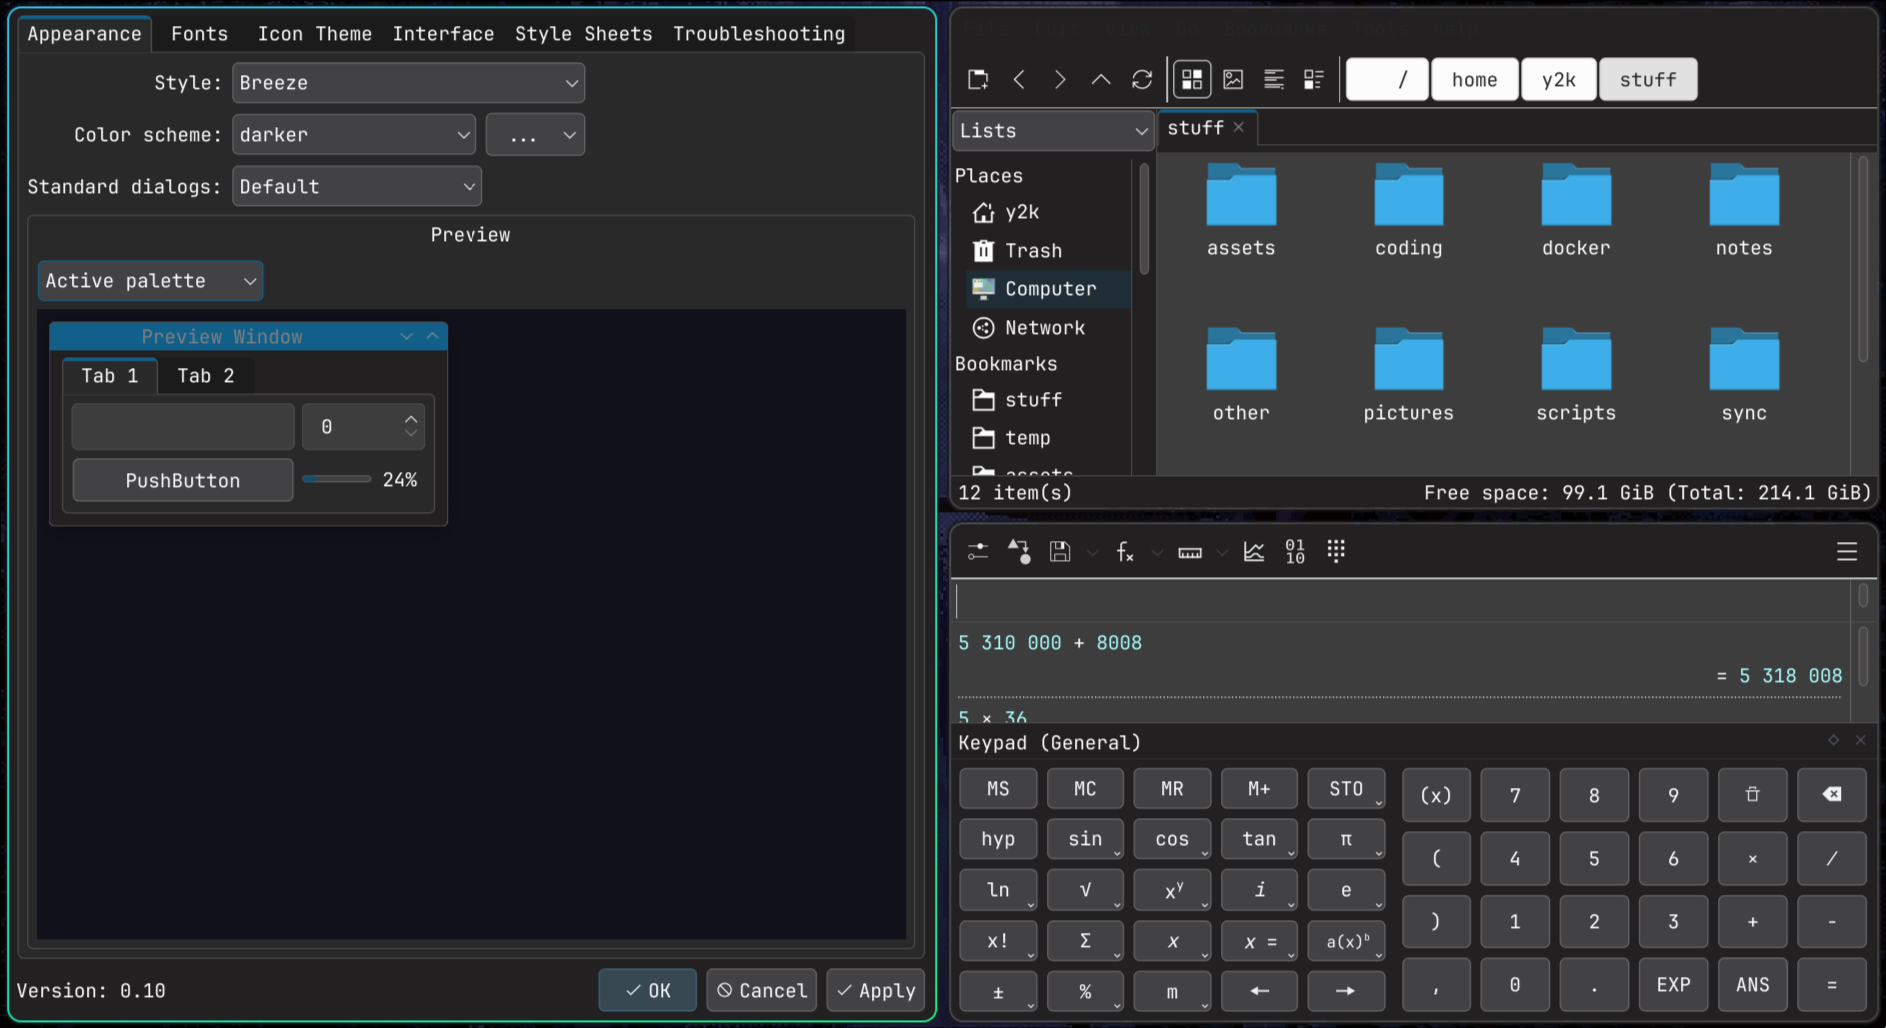 Appearance Fonts Icon Theme Interface Style Sheets Troubleshooting
Style: Breeze
Color scheme: darker ...
Standard dialogs: Default
Preview
Active palette
Preview Window
Tab 1 Tab 2
0
PushButton 24%
Version: 0.10 OK Cancel Apply
/ home y2k stuff
Lists stuff
Places
y2k
Trash
Computer
Network
Bookmarks
stuff
temp
assets
assets coding docker notes
other pictures scripts sync
12 item(s) Free space: 99.1 GiB (Total: 214.1 GiB)
fx 01 10
5 310 000 + 8008
= 5 318 008
5 × 36
Keypad (General)
MS MC MR M+ STO (x) 7 8 9
hyp sin cos tan π ( 4 5 6 × /
ln √ xʸ i e ) 1 2 3 + -
x! Σ x x = a(x)ᵇ , 0 . EXP ANS =
± % m ← →